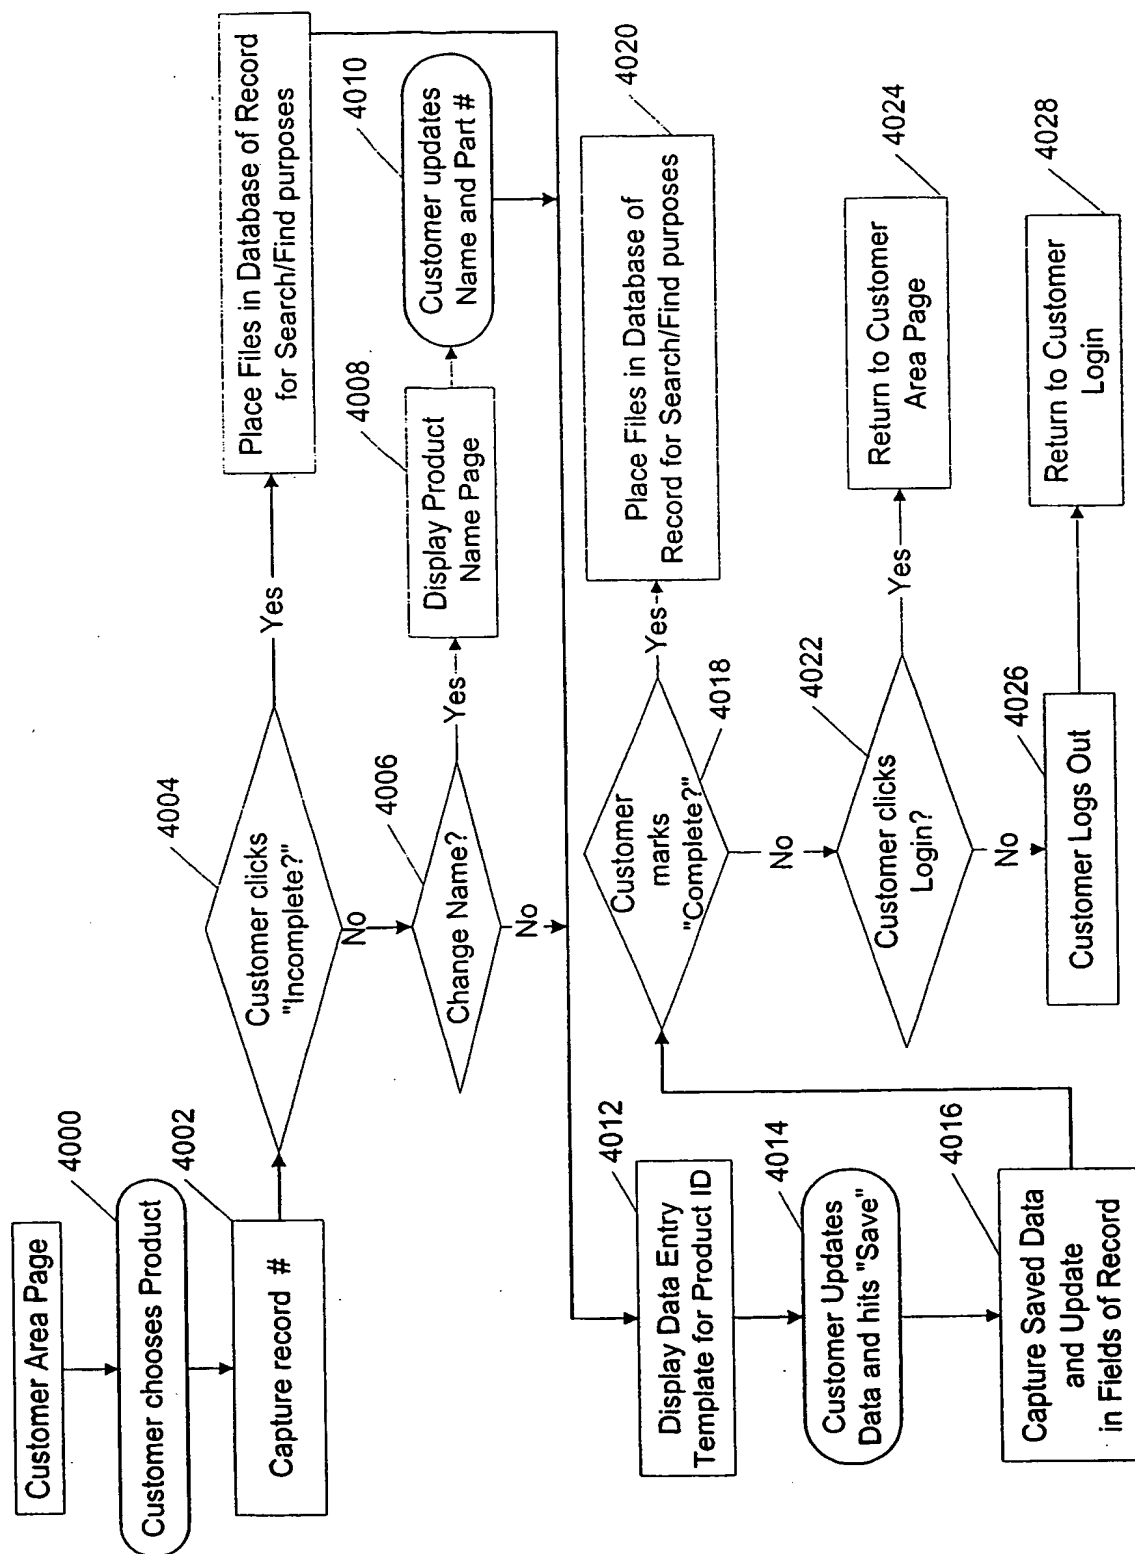 Customer Area Page
4000
Customer chooses Product
4002
Capture record #
4004
Customer clicks
"Incomplete?"
Yes
Place Files in Database of Record
for Search/Find purposes
No
4006
Change Name?
Yes
4008
Display Product
Name Page
4010
Customer updates
Name and Part #
No
4012
Display Data Entry
Template for Product ID
4014
Customer Updates
Data and hits "Save"
4016
Capture Saved Data
and Update
in Fields of Record
Customer
marks
"Complete?"
4018
Yes
4020
Place Files in Database of
Record for Search/Find purposes
No
4022
Customer clicks
Login?
Yes
4024
Return to Customer
Area Page
No
4026
Customer Logs Out
4028
Return to Customer
Login